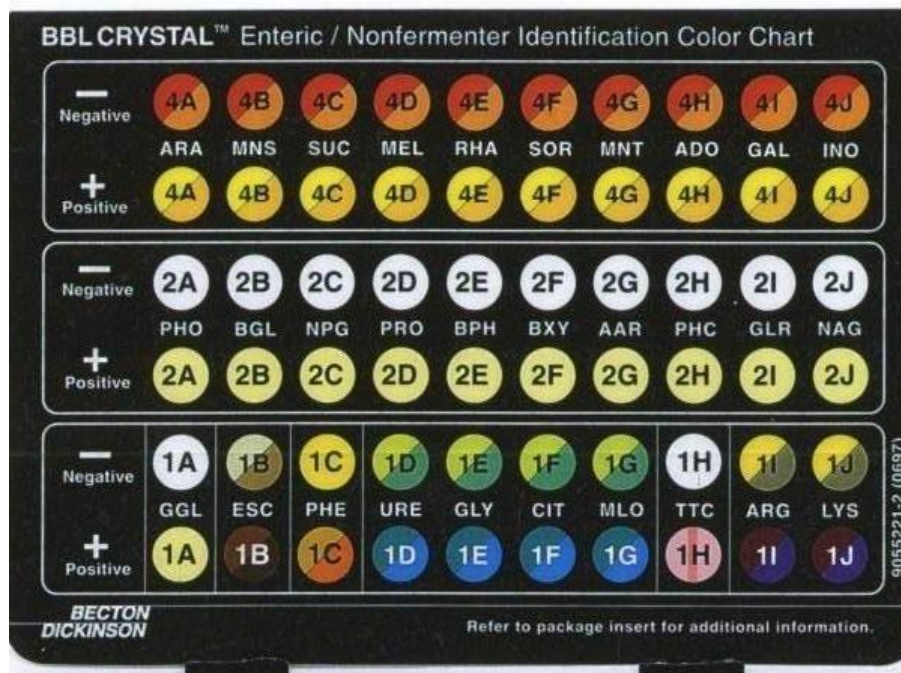 BBL CRYSTAL™ Enteric / Nonfermenter Identification Color Chart
− Negative 4A 4B 4C 4D 4E 4F 4G 4H 4I 4J
ARA MNS SUC MEL RHA SOR MNT ADO GAL INO
+ Positive 4A 4B 4C 4D 4E 4F 4G 4H 4I 4J
− Negative 2A 2B 2C 2D 2E 2F 2G 2H 2I 2J
PHO BGL NPG PRO BPH BXY AAR PHC GLR NAG
+ Positive 2A 2B 2C 2D 2E 2F 2G 2H 2I 2J
− Negative 1A 1B 1C 1D 1E 1F 1G 1H 1I 1J
GGL ESC PHE URE GLY CIT MLO TTC ARG LYS
+ Positive 1A 1B 1C 1D 1E 1F 1G 1H 1I 1J
9055221-2 (0697)
BECTON
DICKINSON
Refer to package insert for additional information.